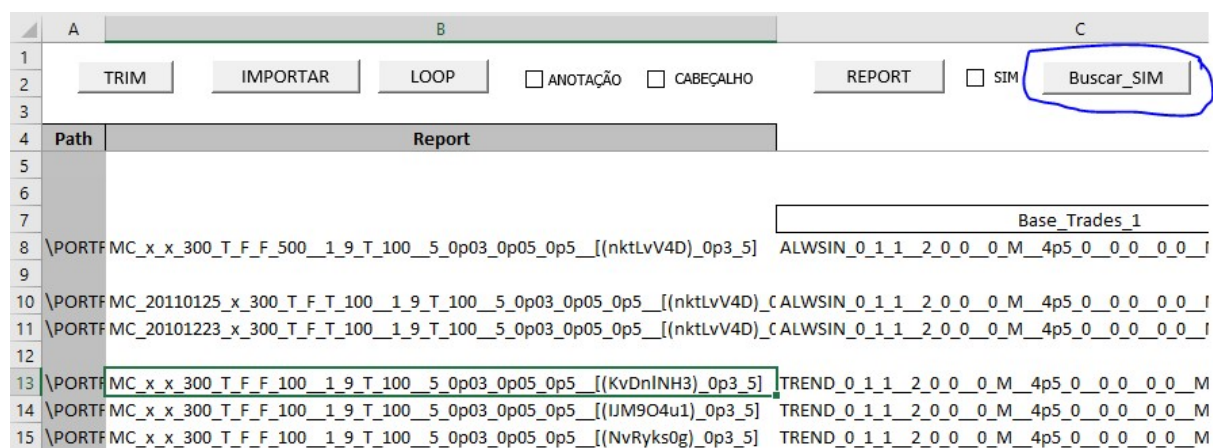 A B C
1
TRIM IMPORTAR LOOP ANOTAÇÃO CABEÇALHO REPORT SIM Buscar_SIM
2
3
4 Path Report
5
6
7 Base_Trades_1
8 \PORTF MC_x_x_300_T_F_F_500__1_9_T_100__5_0p03_0p05_0p5__[(nktLvV4D)_0p3_5] ALWSIN_0_1_1__2_0_0__0_M__4p5_0__0_0__0_0__
9
10 \PORTF MC_20110125_x_300_T_F_T_100__1_9_T_100__5_0p03_0p05_0p5__[(nktLvV4D)_ ALWSIN_0_1_1__2_0_0__0_M__4p5_0__0_0__0_0__
11 \PORTF MC_20101223_x_300_T_F_T_100__1_9_T_100__5_0p03_0p05_0p5__[(nktLvV4D)_ ALWSIN_0_1_1__2_0_0__0_M__4p5_0__0_0__0_0__
12
13 \PORTF MC_x_x_300_T_F_F_100__1_9_T_100__5_0p03_0p05_0p5__[(KvDnlNH3)_0p3_5] TREND_0_1_1__2_0_0__0_M__4p5_0__0_0__0_0__M
14 \PORTF MC_x_x_300_T_F_F_100__1_9_T_100__5_0p03_0p05_0p5__[(IJM9O4u1)_0p3_5] TREND_0_1_1__2_0_0__0_M__4p5_0__0_0__0_0__M
15 \PORTF MC_x_x_300_T_F_F_100__1_9_T_100__5_0p03_0p05_0p5__[(NvRyks0g)_0p3_5] TREND_0_1_1__2_0_0__0_M__4p5_0__0_0__0_0__M